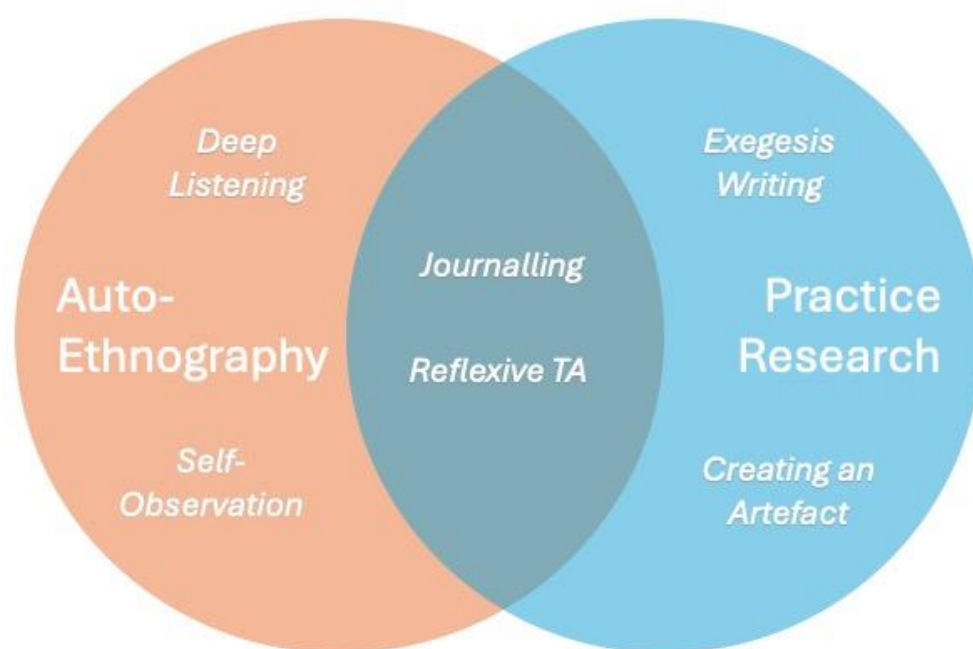 Deep
Listening
Auto-
Ethnography
Self-
Observation
Journalling
Reflexive TA
Exegesis
Writing
Practice
Research
Creating an
Artefact